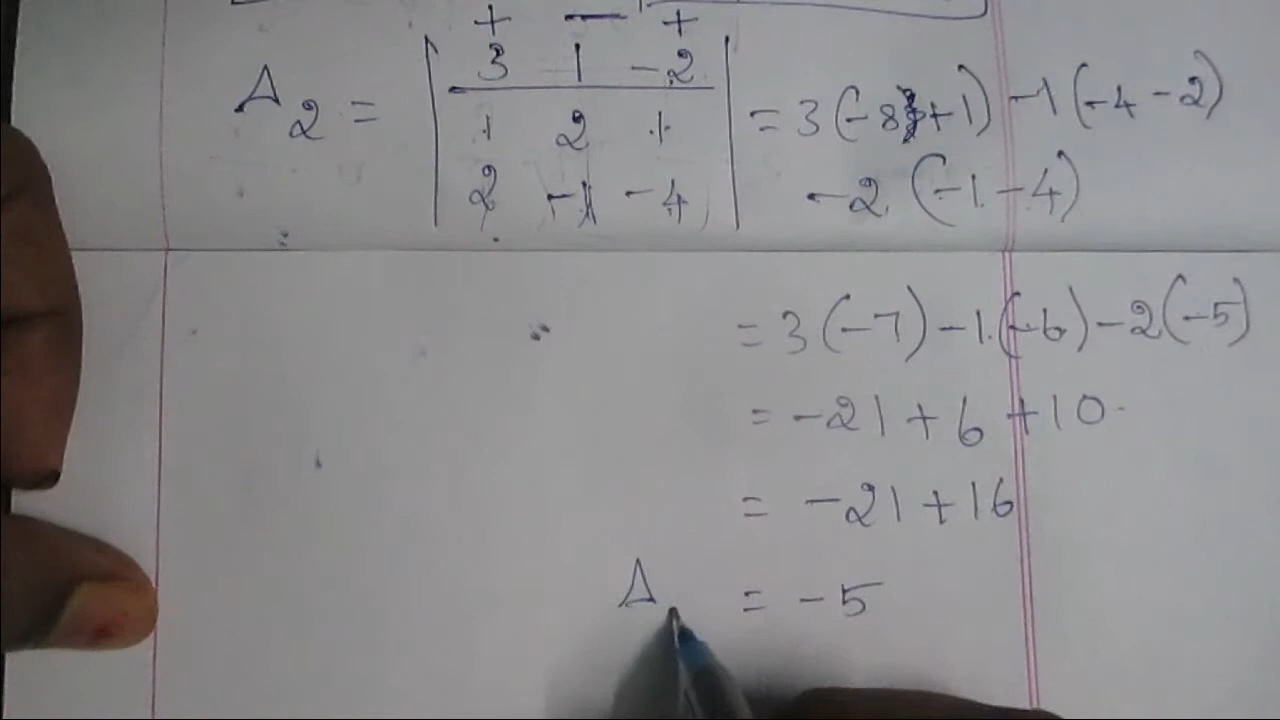 + − +
3 1 -2
Δ2 = = 3(-8+1) -1(-4-2)
1 2 1
2 -1 -4 -2(-1-4)
= 3(-7) -1(-6) -2(-5)
= -21 + 6 + 10
= -21 + 16
Δ = -5